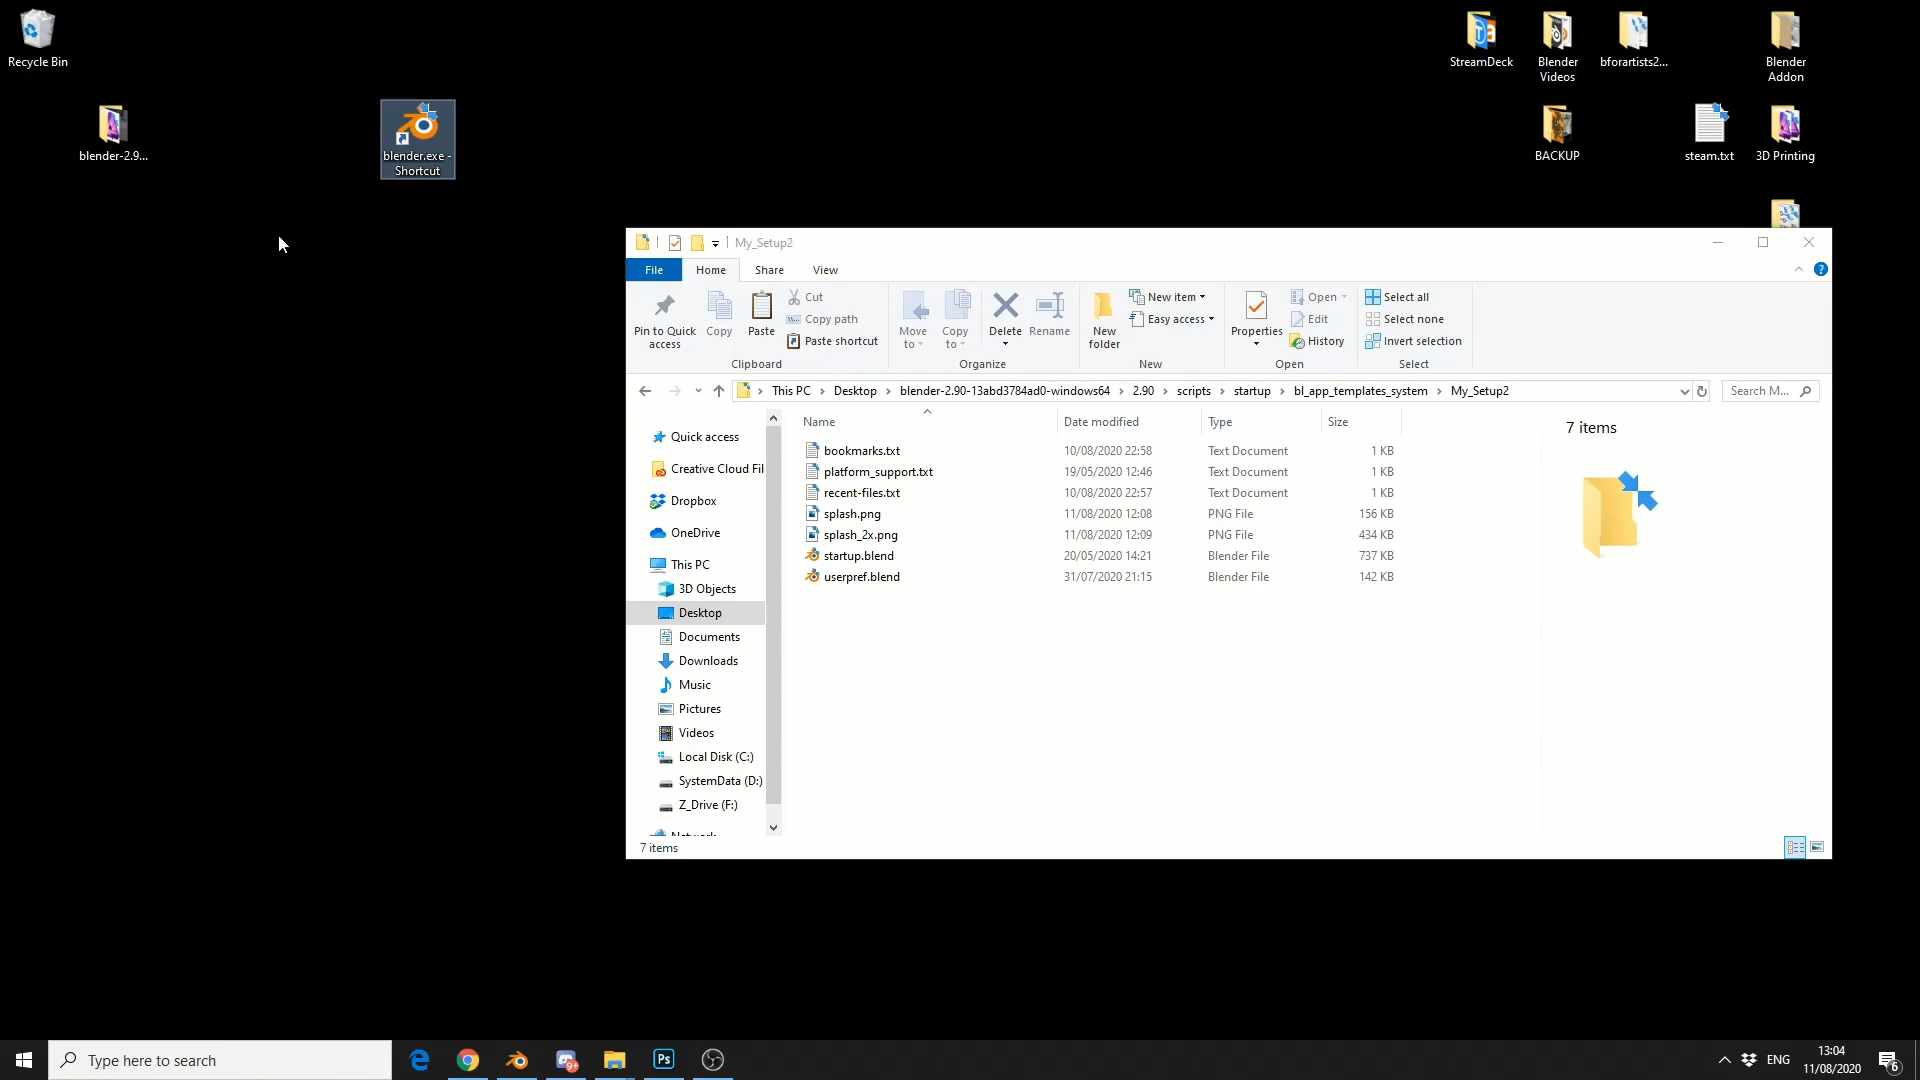 Recycle Bin
StreamDeck
Blender
Videos
bforartists2...
Blender
Addon
blender-2.9...
blender.exe -
Shortcut
BACKUP
steam.txt
3D Printing
My_Setup2
File
Home
Share
View
Pin to Quick
access
Copy
Paste
Cut
Copy path
Paste shortcut
Clipboard
Move
to
Copy
to
Delete
Rename
Organize
New
folder
New item
Easy access
New
Properties
Open
Edit
History
Open
Select all
Select none
Invert selection
Select
This PC > Desktop > blender-2.90-13abd3784ad0-windows64 > 2.90 > scripts > startup > bl_app_templates_system > My_Setup2
Search M...
Name Date modified Type Size
bookmarks.txt 10/08/2020 22:58 Text Document 1 KB
platform_support.txt 19/05/2020 12:46 Text Document 1 KB
recent-files.txt 10/08/2020 22:57 Text Document 1 KB
splash.png 11/08/2020 12:08 PNG File 156 KB
splash_2x.png 11/08/2020 12:09 PNG File 434 KB
startup.blend 20/05/2020 14:21 Blender File 737 KB
userpref.blend 31/07/2020 21:15 Blender File 142 KB
7 items
Quick access
Creative Cloud Fil
Dropbox
OneDrive
This PC
3D Objects
Desktop
Documents
Downloads
Music
Pictures
Videos
Local Disk (C:)
SystemData (D:)
Z_Drive (F:)
Network
7 items
Type here to search
9+
Ps
ENG
13:04
11/08/2020
6